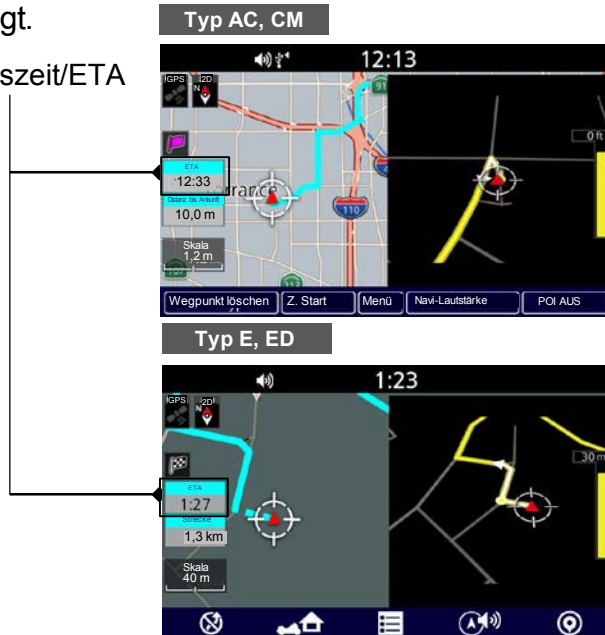 gt.
Typ AC, CM
szeit/ETA
12:13
GPS 2D
N
91
0 ft
ETA
12:33
rrance
Distanz bis Ankunft
10,0 m
110
Skala
1,2 m
107
Wegpunkt löschen Z. Start Menü Navi-Lautstärke POI AUS
Typ E, ED
1:23
GPS 2D
N
30 m
ETA
1:27
Strecke
1,3 km
Skala
40 m